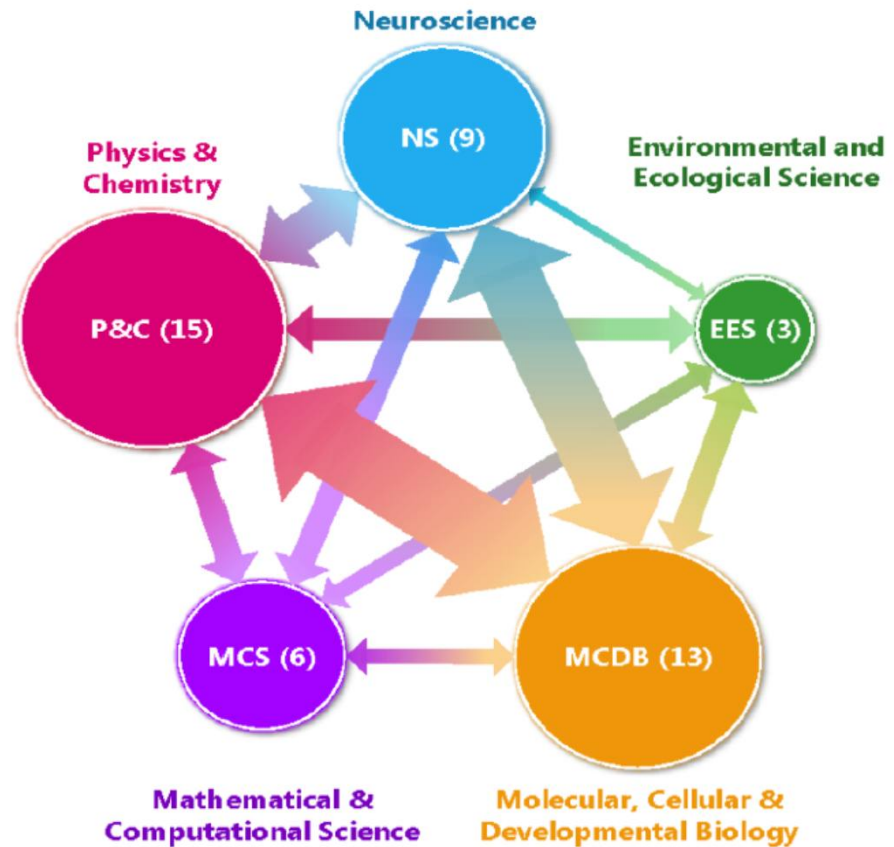 Neuroscience
NS (9)
Physics &
Chemistry
Environmental and
Ecological Science
P&C (15)
EES (3)
MCS (6)
MCDB (13)
Mathematical &
Computational Science
Molecular, Cellular &
Developmental Biology